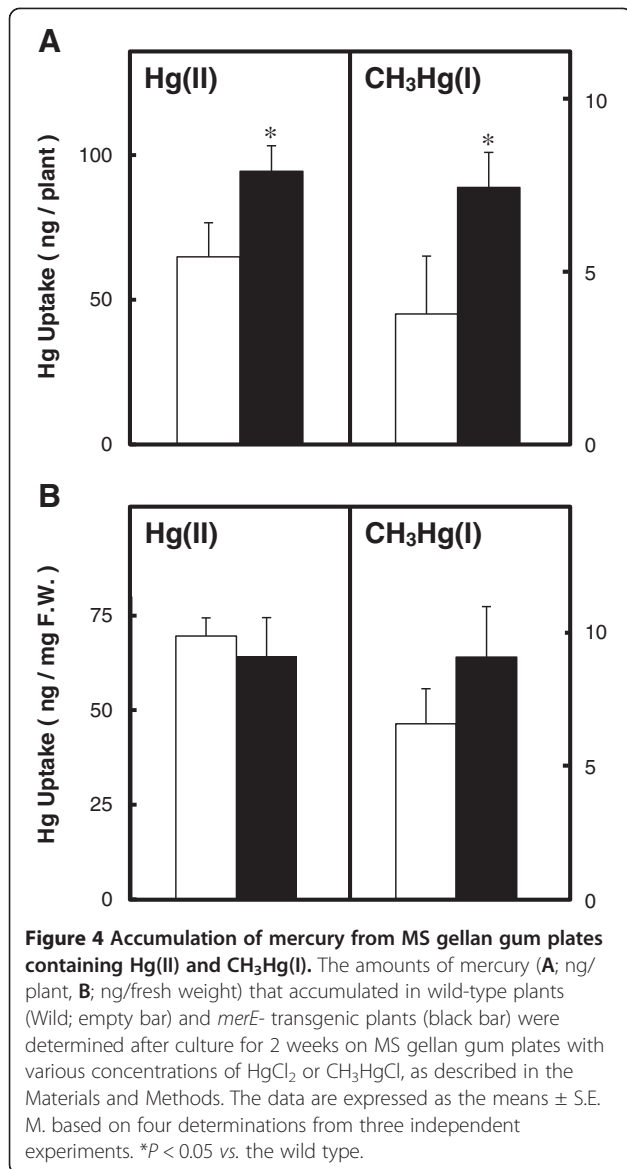 A
Hg(II) CH₃Hg(I)
* *
10
100
5
50
0 0
Hg Uptake ( ng / plant )
B
Hg(II) CH₃Hg(I)
75
10
50
5
25
0 0
Hg Uptake ( ng / mg F.W. )
Figure 4 Accumulation of mercury from MS gellan gum plates
containing Hg(II) and CH₃Hg(I). The amounts of mercury (A; ng/
plant, B; ng/fresh weight) that accumulated in wild-type plants
(Wild; empty bar) and merE- transgenic plants (black bar) were
determined after culture for 2 weeks on MS gellan gum plates with
various concentrations of HgCl₂ or CH₃HgCl, as described in the
Materials and Methods. The data are expressed as the means ± S.E.
M. based on four determinations from three independent
experiments. *P < 0.05 vs. the wild type.